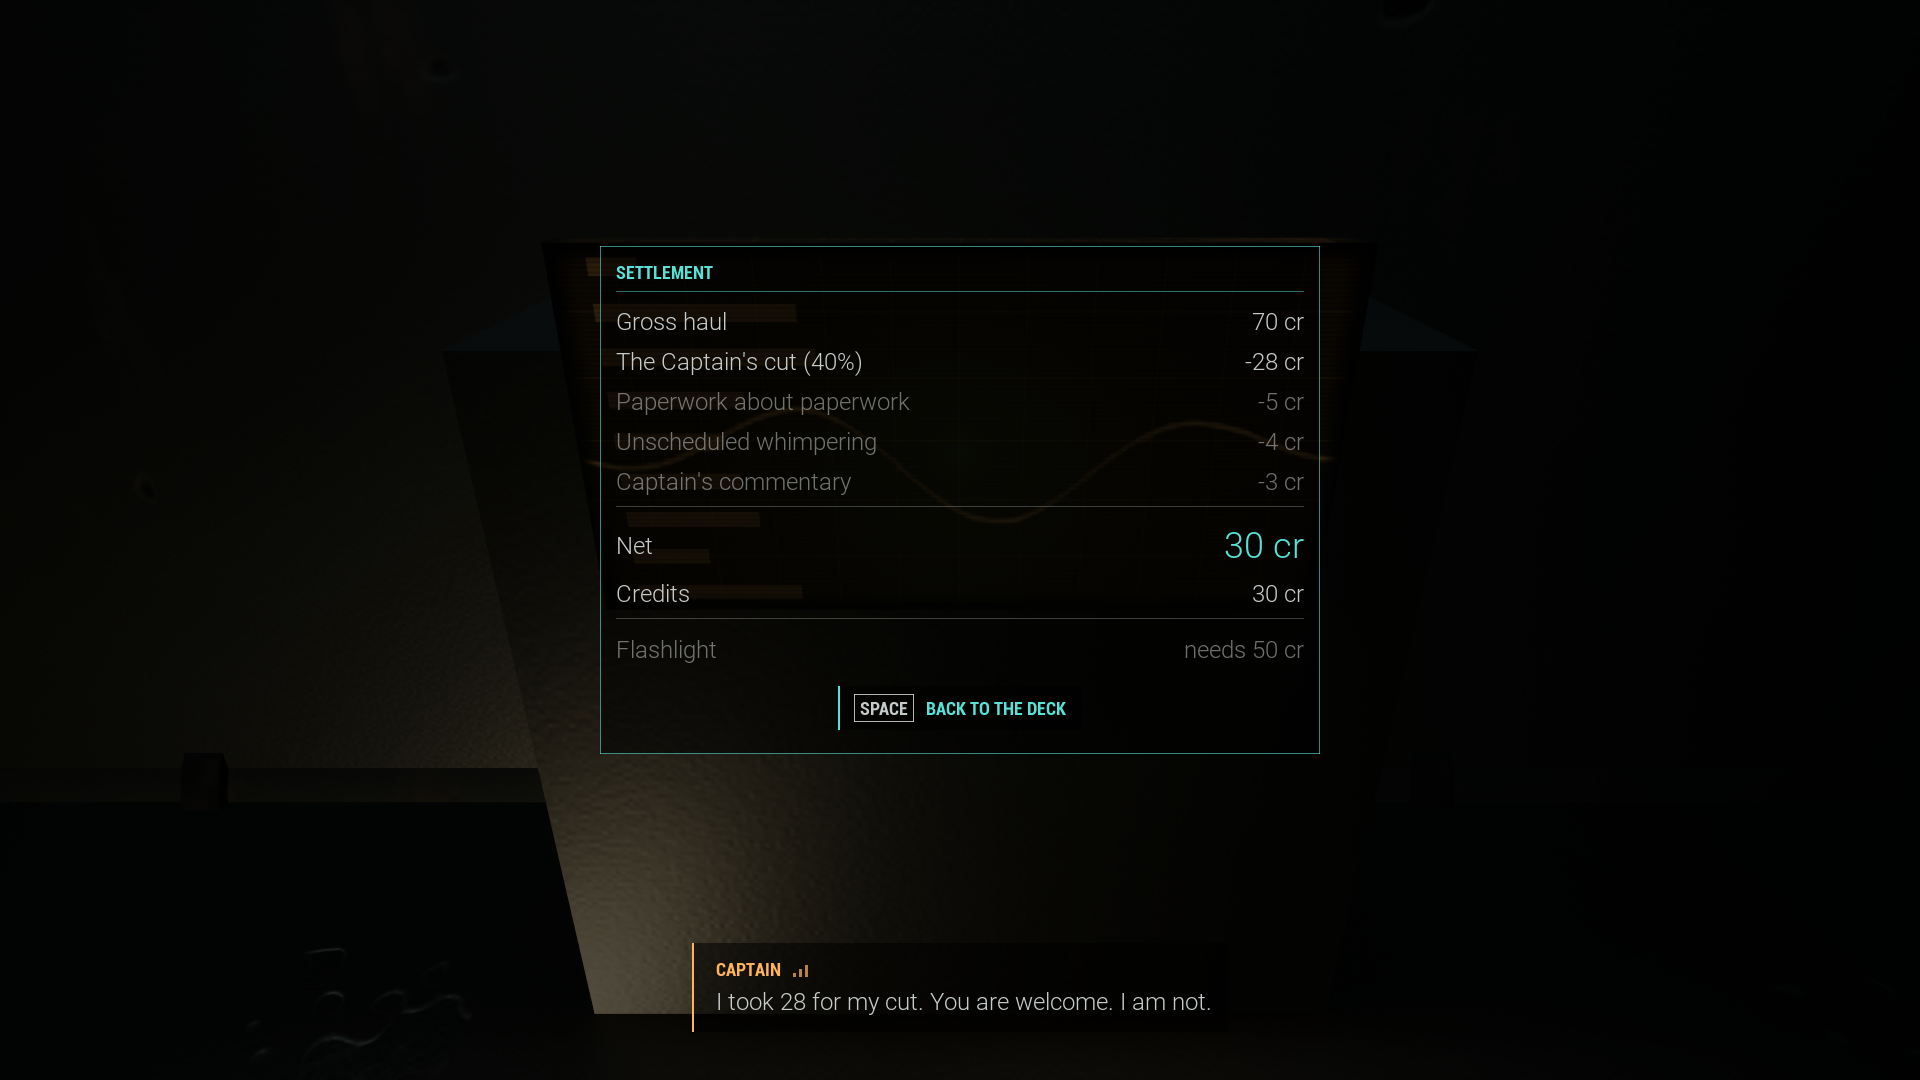 SETTLEMENT
Gross haul 70 cr
The Captain's cut (40%) -28 cr
Paperwork about paperwork -5 cr
Unscheduled whimpering -4 cr
Captain's commentary -3 cr
Net 30 cr
Credits 30 cr
Flashlight needs 50 cr
SPACE BACK TO THE DECK
CAPTAIN
I took 28 for my cut. You are welcome. I am not.